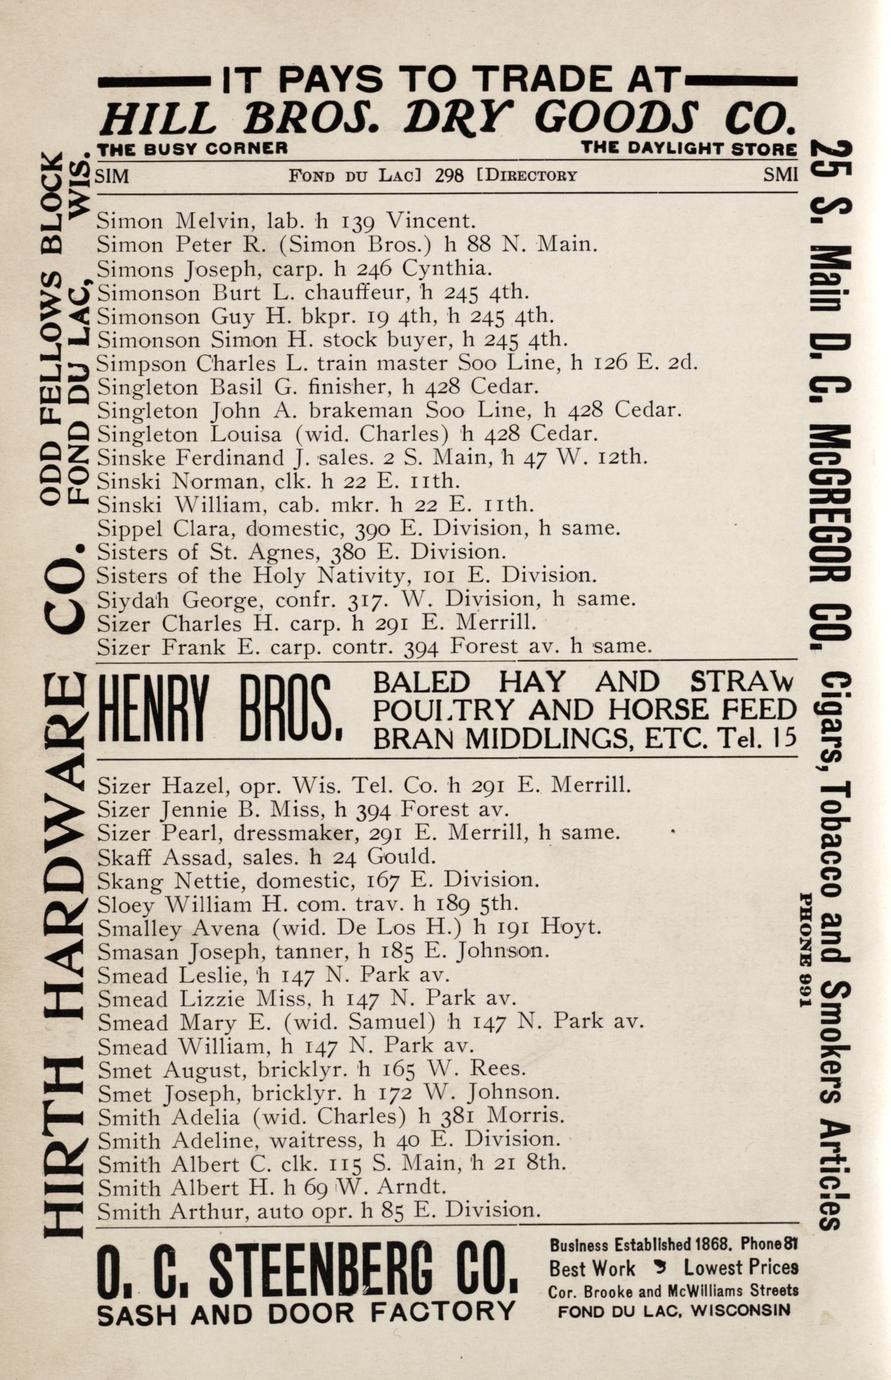 IT PAYS TO TRADE AT
HILL BROS. DRY GOODS CO.
THE BUSY CORNER THE DAYLIGHT STORE
SIM FOND DU LAC] 298 [DIRECTORY SMI
Simon Melvin, lab. h 139 Vincent.
Simon Peter R. (Simon Bros.) h 88 N. Main.
Simons Joseph, carp. h 246 Cynthia.
Simonson Burt L. chauffeur, h 245 4th.
Simonson Guy H. bkpr. 19 4th, h 245 4th.
Simonson Simon H. stock buyer, h 245 4th.
Simpson Charles L. train master Soo Line, h 126 E. 2d.
Singleton Basil G. finisher, h 428 Cedar.
Singleton John A. brakeman Soo Line, h 428 Cedar.
Singleton Louisa (wid. Charles) h 428 Cedar.
Sinske Ferdinand J. sales. 2 S. Main, h 47 W. 12th.
Sinski Norman, clk. h 22 E. 11th.
Sinski William, cab. mkr. h 22 E. 11th.
Sippel Clara, domestic, 390 E. Division, h same.
Sisters of St. Agnes, 380 E. Division.
Sisters of the Holy Nativity, 101 E. Division.
Siydah George, confr. 317. W. Division, h same.
Sizer Charles H. carp. h 291 E. Merrill.
Sizer Frank E. carp. contr. 394 Forest av. h same.
HENRY BROS.
BALED HAY AND STRAW
POULTRY AND HORSE FEED
BRAN MIDDLINGS, ETC. Tel. 15
Sizer Hazel, opr. Wis. Tel. Co. h 291 E. Merrill.
Sizer Jennie B. Miss, h 394 Forest av.
Sizer Pearl, dressmaker, 291 E. Merrill, h same.
Skaff Assad, sales. h 24 Gould.
Skang Nettie, domestic, 167 E. Division.
Sloey William H. com. trav. h 189 5th.
Smalley Avena (wid. De Los H.) h 191 Hoyt.
Smasan Joseph, tanner, h 185 E. Johnson.
Smead Leslie, h 147 N. Park av.
Smead Lizzie Miss, h 147 N. Park av.
Smead Mary E. (wid. Samuel) h 147 N. Park av.
Smead William, h 147 N. Park av.
Smet August, bricklyr. h 165 W. Rees.
Smet Joseph, bricklyr. h 172 W. Johnson.
Smith Adelia (wid. Charles) h 381 Morris.
Smith Adeline, waitress, h 40 E. Division.
Smith Albert C. clk. 115 S. Main, h 21 8th.
Smith Albert H. h 69 W. Arndt.
Smith Arthur, auto opr. h 85 E. Division.
O. C. STEENBERG CO.
SASH AND DOOR FACTORY
Business Established 1868. Phone 81
Best Work Lowest Prices
Cor. Brooke and McWilliams Streets
FOND DU LAC, WISCONSIN
HIRTH HARDWARE CO. ODD FELLOWS BLOCK
FOND DU LAC, WIS.
25 S. Main D. C. McGREGOR CO. Cigars, Tobacco and Smokers Articles
PHONE 991